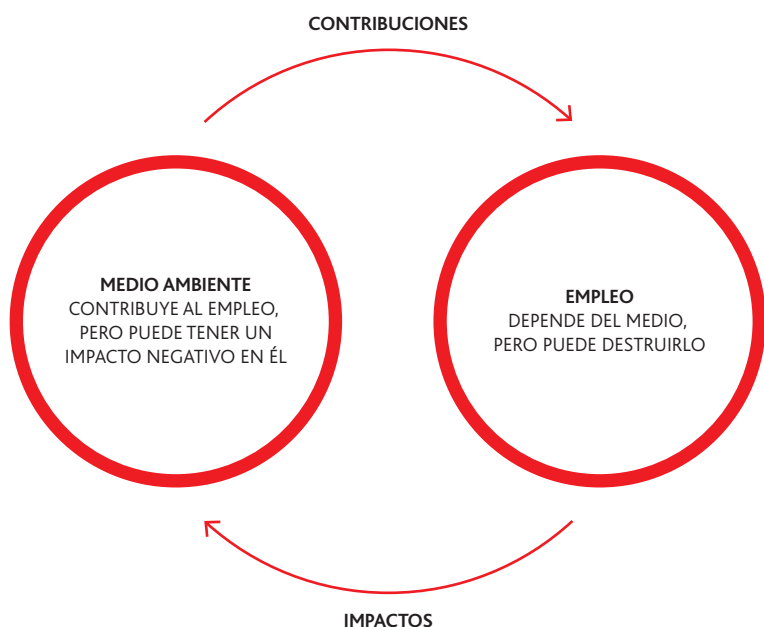 CONTRIBUCIONES
MEDIO AMBIENTE
CONTRIBUYE AL EMPLEO,
PERO PUEDE TENER UN
IMPACTO NEGATIVO EN ÉL
EMPLEO
DEPENDE DEL MEDIO,
PERO PUEDE DESTRUIRLO
IMPACTOS